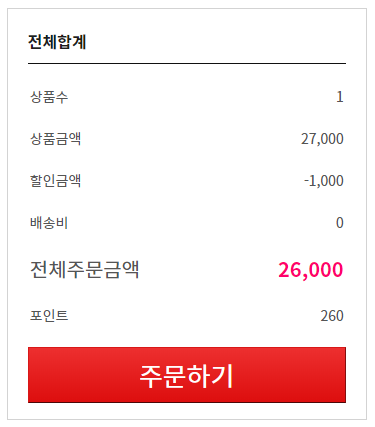 전체합계
상품수 1
상품금액 27,000
할인금액 -1,000
배송비 0
전체주문금액 26,000
포인트 260
주문하기